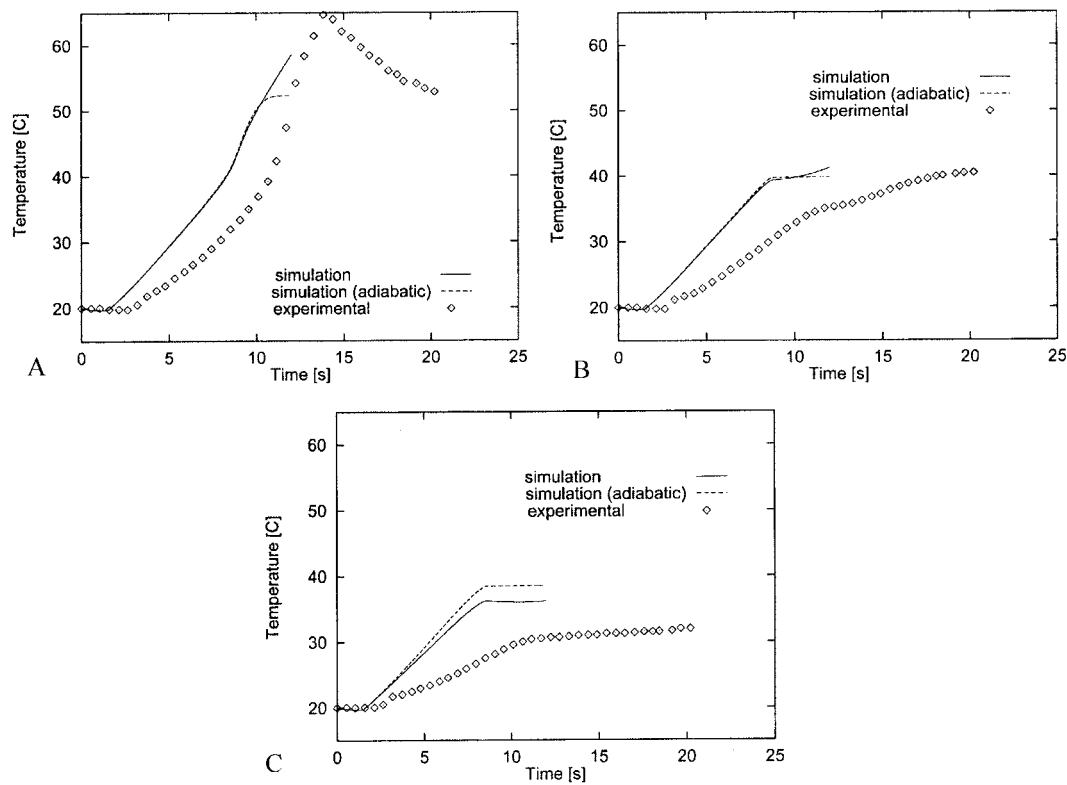 60
50
40
30
20
Temperature [C]
simulation
simulation (adiabatic)
experimental
0 5 10 15 20 25
Time [s]
A
60
50
40
30
20
Temperature [C]
simulation
simulation (adiabatic)
experimental
0 5 10 15 20 25
Time [s]
B
60
50
40
30
20
Temperature [C]
simulation
simulation (adiabatic)
experimental
0 5 10 15 20 25
Time [s]
C